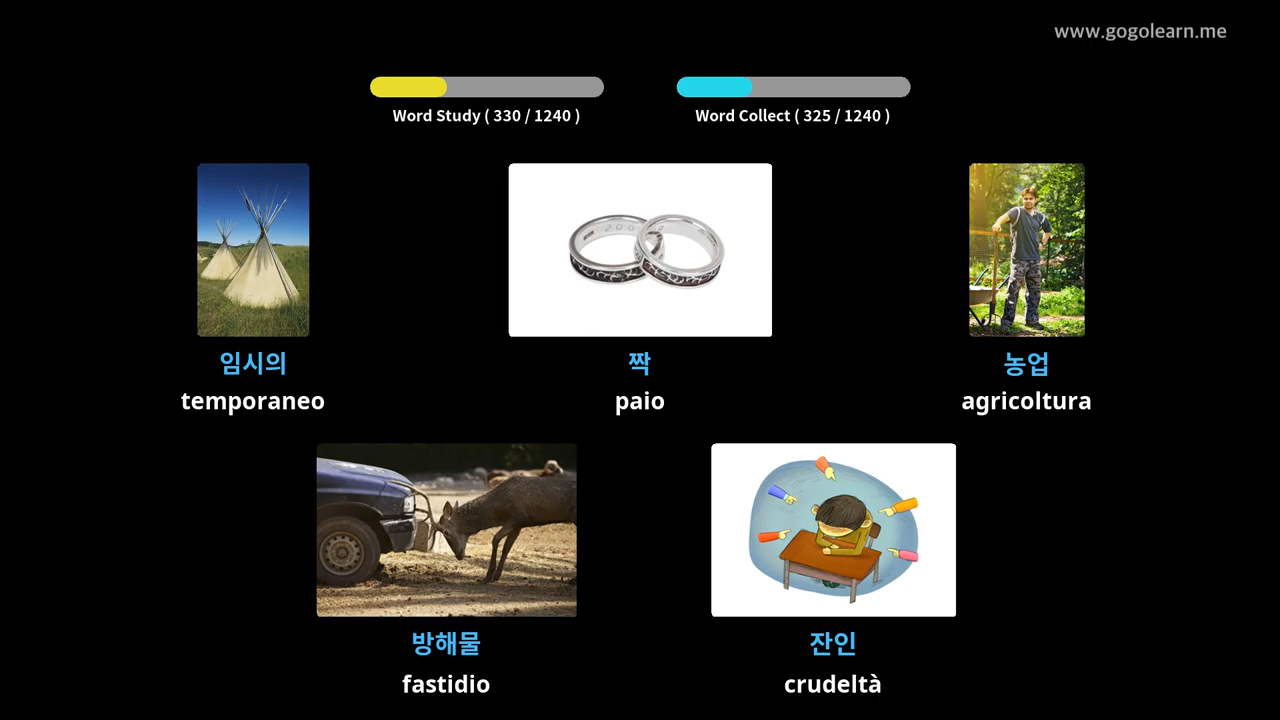 www.gogolearn.me
Word Study ( 330 / 1240 )
Word Collect ( 325 / 1240 )
임시의
temporaneo
짝
paio
농업
agricoltura
방해물
fastidio
잔인
crudeltà